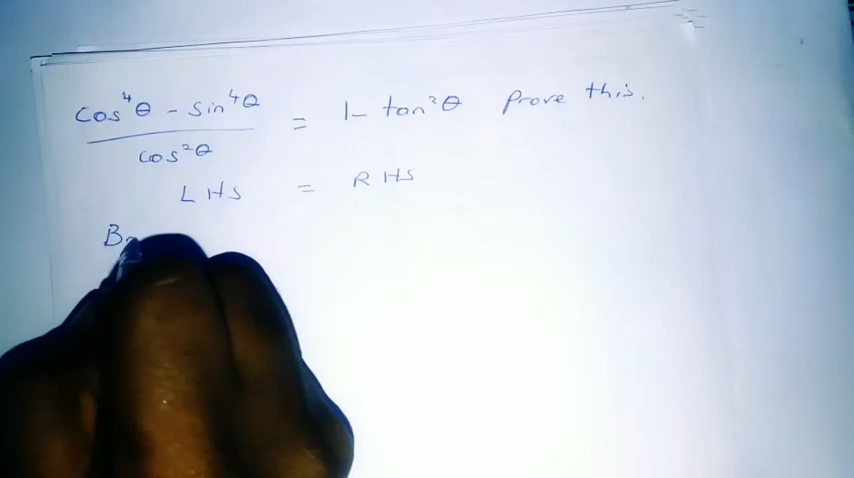 cos⁴θ - sin⁴θ / cos²θ = 1 - tan²θ Prove this.
LHS = RHS